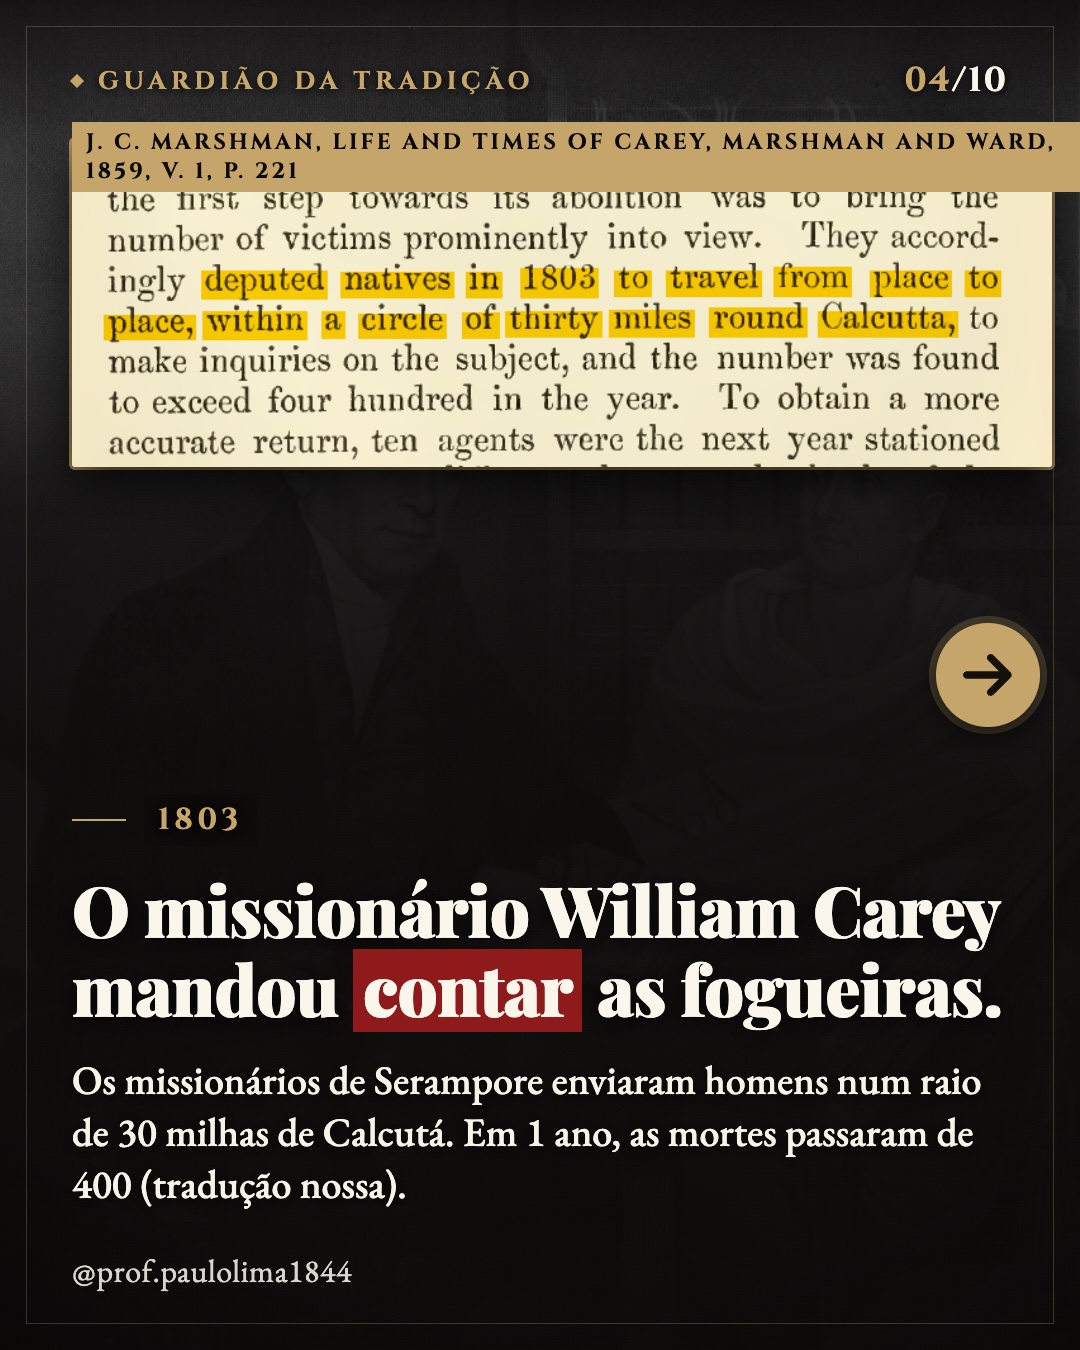 GUARDIÃO DA TRADIÇÃO
04/10
J. C. MARSHMAN, LIFE AND TIMES OF CAREY, MARSHMAN AND WARD,
1859, V. 1, P. 221
the first step towards its abolition was to bring the
number of victims prominently into view. They accord-
ingly deputed natives in 1803 to travel from place to
place, within a circle of thirty miles round Calcutta, to
make inquiries on the subject, and the number was found
to exceed four hundred in the year. To obtain a more
accurate return, ten agents were the next year stationed
1803
O missionário William Carey
mandou contar as fogueiras.
Os missionários de Serampore enviaram homens num raio
de 30 milhas de Calcutá. Em 1 ano, as mortes passaram de
400 (tradução nossa).
@prof.paulolima1844